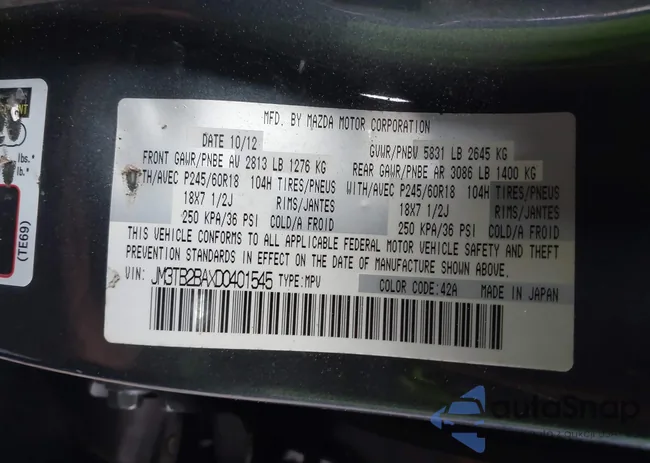 MFD. BY MAZDA MOTOR CORPORATION
DATE 10/12
GVWR/PNBV 5831 LB 2645 KG
FRONT GAWR/PNBE AV 2813 LB 1276 KG
REAR GAWR/PNBE AR 3086 LB 1400 KG
WITH/AVEC P245/60R18 104H TIRES/PNEUS
WITH/AVEC P245/60R18 104H TIRES/PNEUS
18X7 1/2J RIMS/JANTES
18X7 1/2J RIMS/JANTES
250 KPA/36 PSI COLD/A FROID
250 KPA/36 PSI COLD/A FROID
THIS VEHICLE CONFORMS TO ALL APPLICABLE FEDERAL MOTOR VEHICLE SAFETY AND THEFT
PREVENTION STANDARDS IN EFFECT ON THE DATE OF MANUFACTURE SHOWN ABOVE.
VIN: JM3TB2BAXD0401545 TYPE:MPV
COLOR CODE:42A MADE IN JAPAN
lbs.*
lb.*
(TE69)
autoSnap